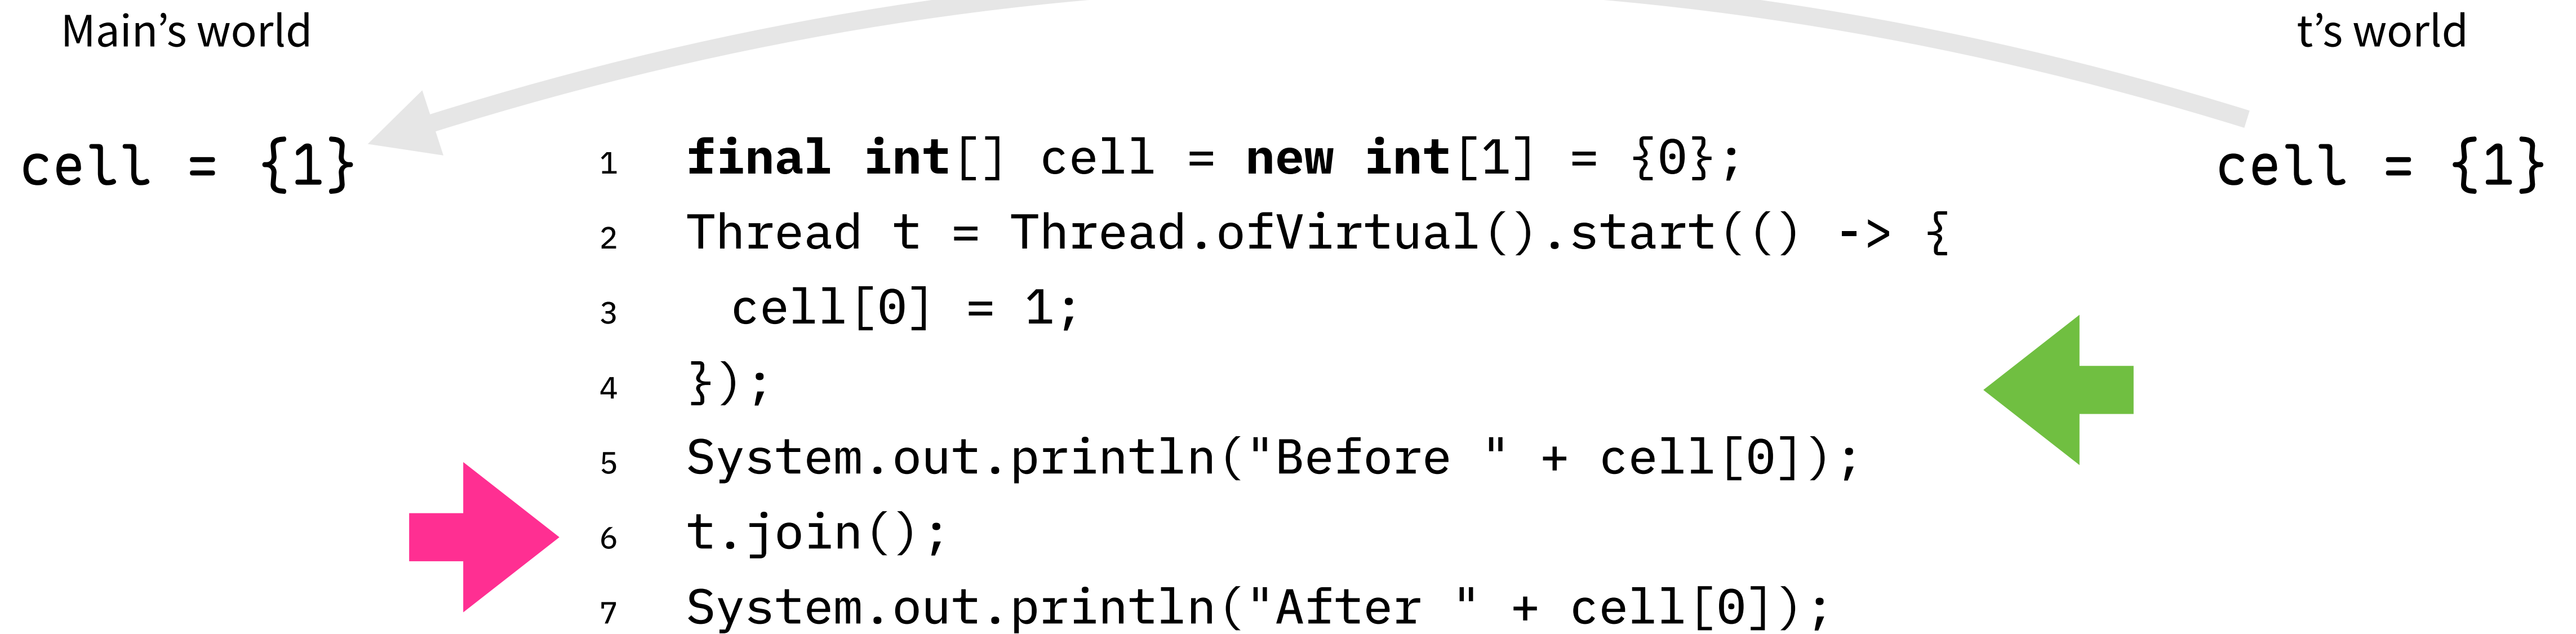 Main’s world
t’s world
cell = {1}
cell = {1}
1 final int[] cell = new int[1] = {0};
2 Thread t = Thread.ofVirtual().start(() -> {
3 cell[0] = 1;
4 });
5 System.out.println("Before " + cell[0]);
6 t.join();
7 System.out.println("After " + cell[0]);